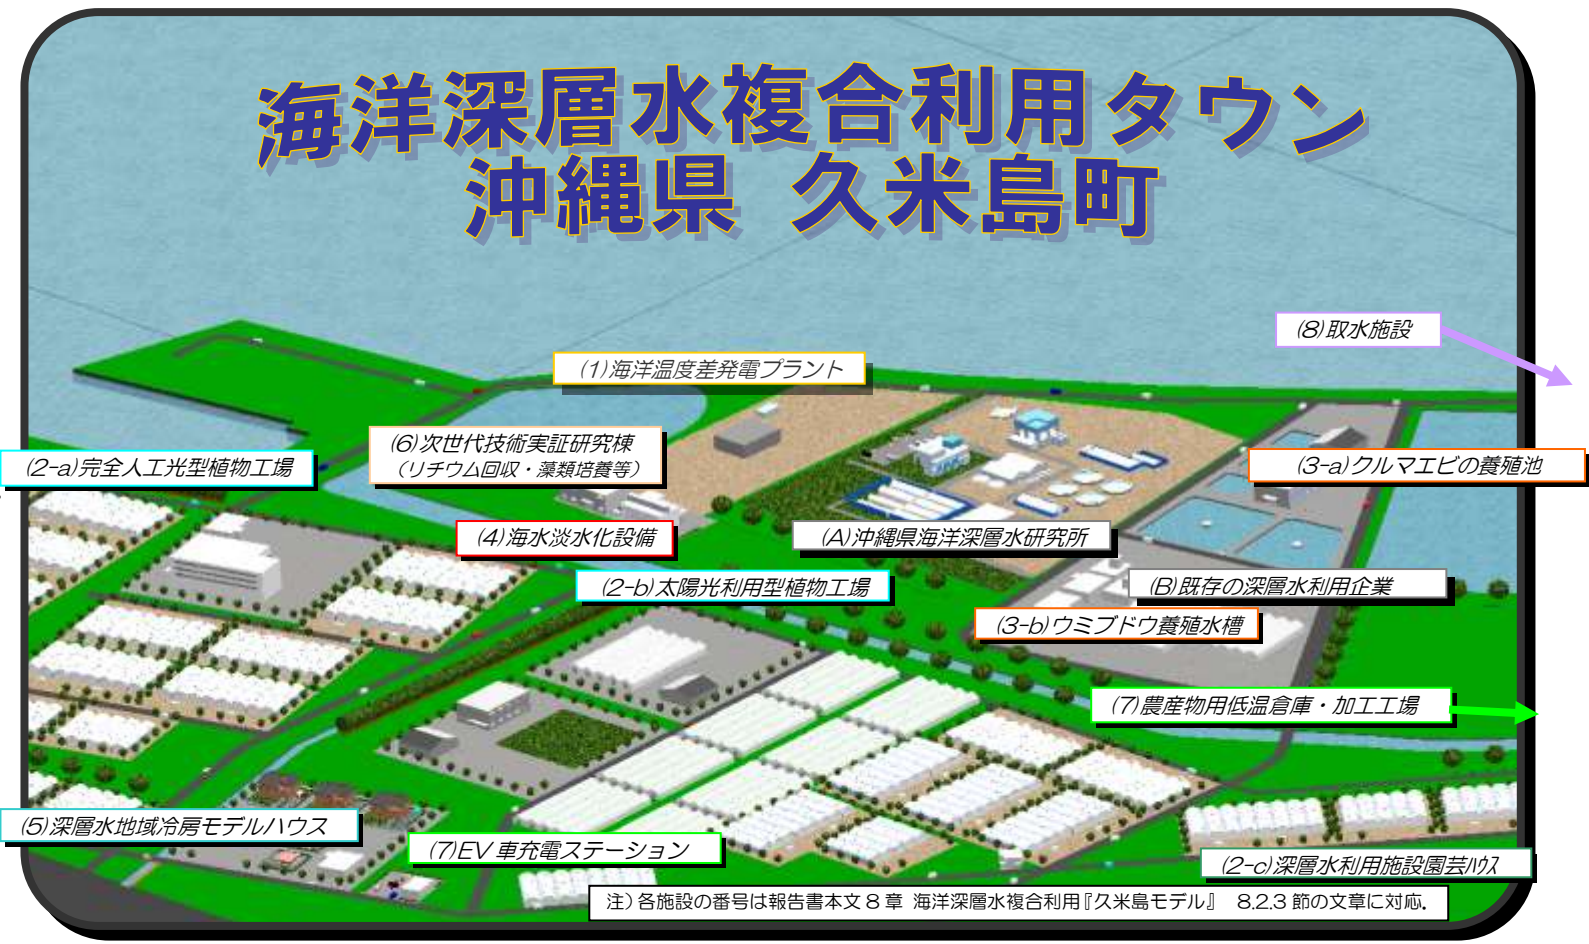 海洋深層水複合利用タウン
沖縄県 久米島町
(8)取水施設
(1)海洋温度差発電プラント
(6)次世代技術実証研究棟
（リチウム回収・藻類培養等）
(2-a)完全人工光型植物工場
(3-a)クルマエビの養殖池
(4)海水淡水化設備
(A)沖縄県海洋深層水研究所
(2-b)太陽光利用型植物工場
(B)既存の深層水利用企業
(3-b)ウミブドウ養殖水槽
(7)農産物用低温倉庫・加工工場
(5)深層水地域冷房モデルハウス
(7)EV 車充電ステーション
(2-c)深層水利用施設園芸ﾊｳｽ
注）各施設の番号は報告書本文 8 章 海洋深層水複合利用『久米島モデル』 8.2.3 節の文章に対応.